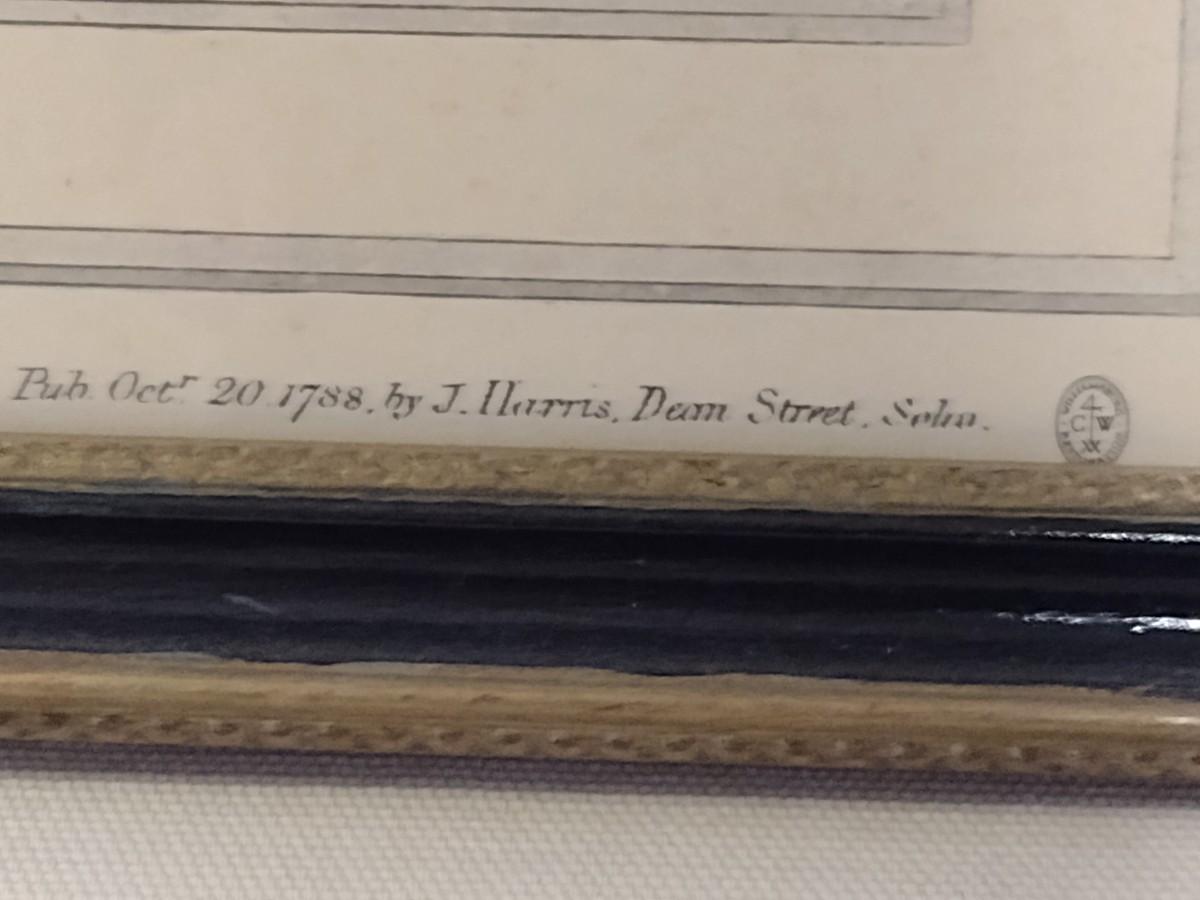 Pub. Octr. 20 1788. by J. Harris, Dean Street, Soho.
C W